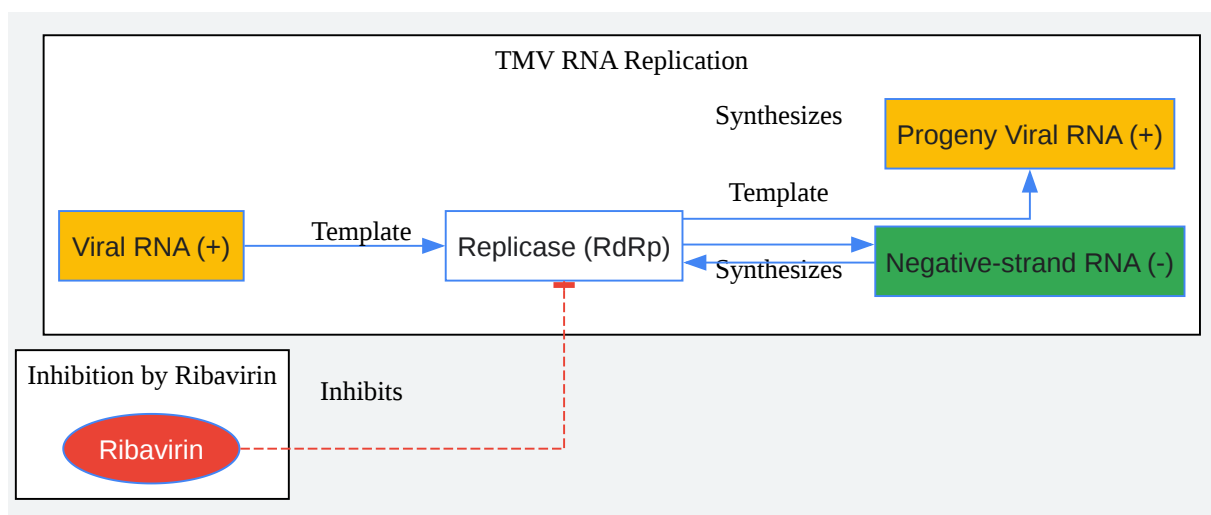 TMV RNA Replication
Synthesizes
Progeny Viral RNA (+)
Template
Viral RNA (+)
Template
Replicase (RdRp)
Synthesizes
Negative-strand RNA (-)
Inhibition by Ribavirin
Inhibits
Ribavirin